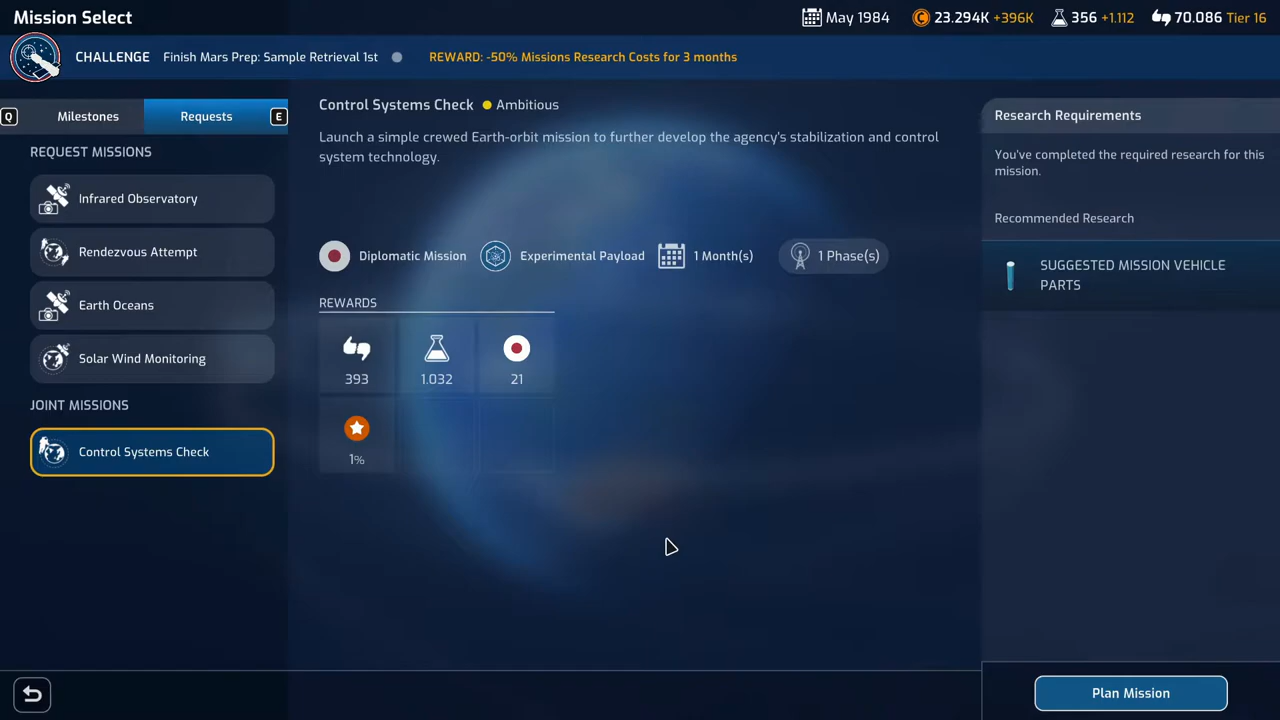 Mission Select
May 1984
23.294K +396K
356 +1.112
70.086 Tier 16
CHALLENGE
Finish Mars Prep: Sample Retrieval 1st
REWARD: -50% Missions Research Costs for 3 months
Q
Milestones
Requests
E
REQUEST MISSIONS
Infrared Observatory
Rendezvous Attempt
Earth Oceans
Solar Wind Monitoring
JOINT MISSIONS
Control Systems Check
Control Systems Check
Ambitious
Launch a simple crewed Earth-orbit mission to further develop the agency's stabilization and control
system technology.
Diplomatic Mission
Experimental Payload
1 Month(s)
1 Phase(s)
REWARDS
393
1.032
21
1%
Research Requirements
You've completed the required research for this
mission.
Recommended Research
SUGGESTED MISSION VEHICLE
PARTS
Plan Mission